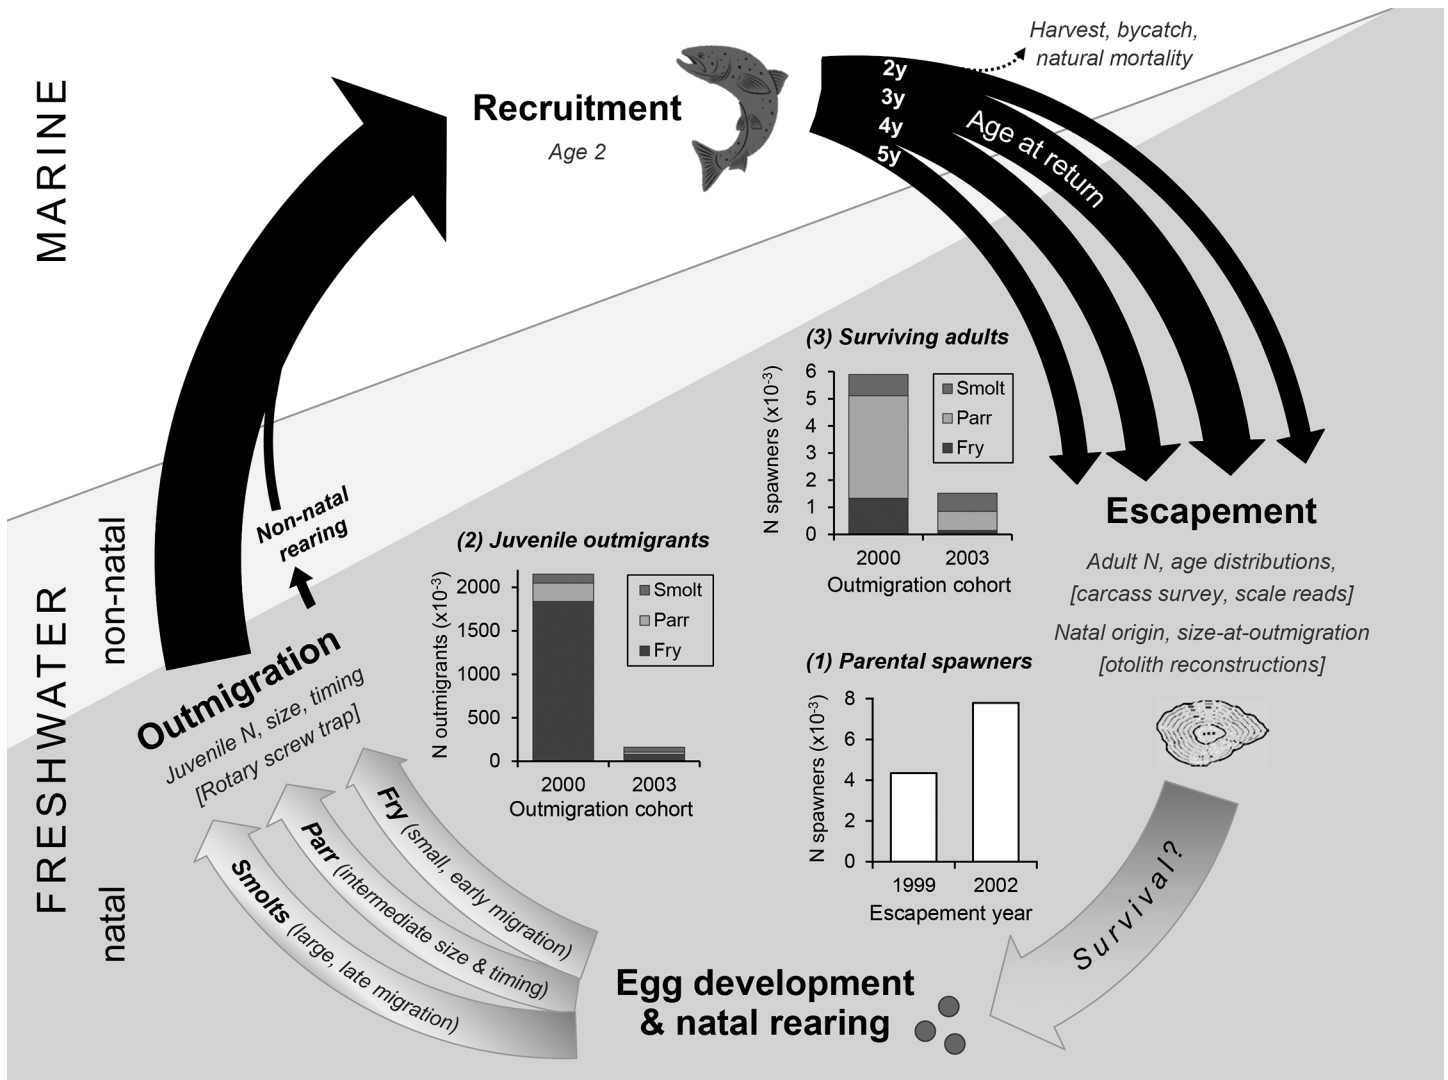 MARINE
FRESHWATER
non-natal
natal
Recruitment
Age 2
Harvest, bycatch,
natural mortality
2y
3y
4y
5y
Age at return
Non-natal
rearing
Outmigration
Juvenile N, size, timing
[Rotary screw trap]
(3) Surviving adults
N spawners (x10-3)
6
5
4
3
2
1
0
Smolt
Parr
Fry
2000 2003
Outmigration cohort
(2) Juvenile outmigrants
N outmigrants (x10-3)
2000
1500
1000
500
0
Smolt
Parr
Fry
2000 2003
Outmigration cohort
Escapement
Adult N, age distributions,
[carcass survey, scale reads]
Natal origin, size-at-outmigration
[otolith reconstructions]
(1) Parental spawners
N spawners (x10-3)
8
6
4
2
0
1999 2002
Escapement year
Survival?
Fry (small, early migration)
Parr (intermediate size & timing)
Smolts (large, late migration)
Egg development
& natal rearing